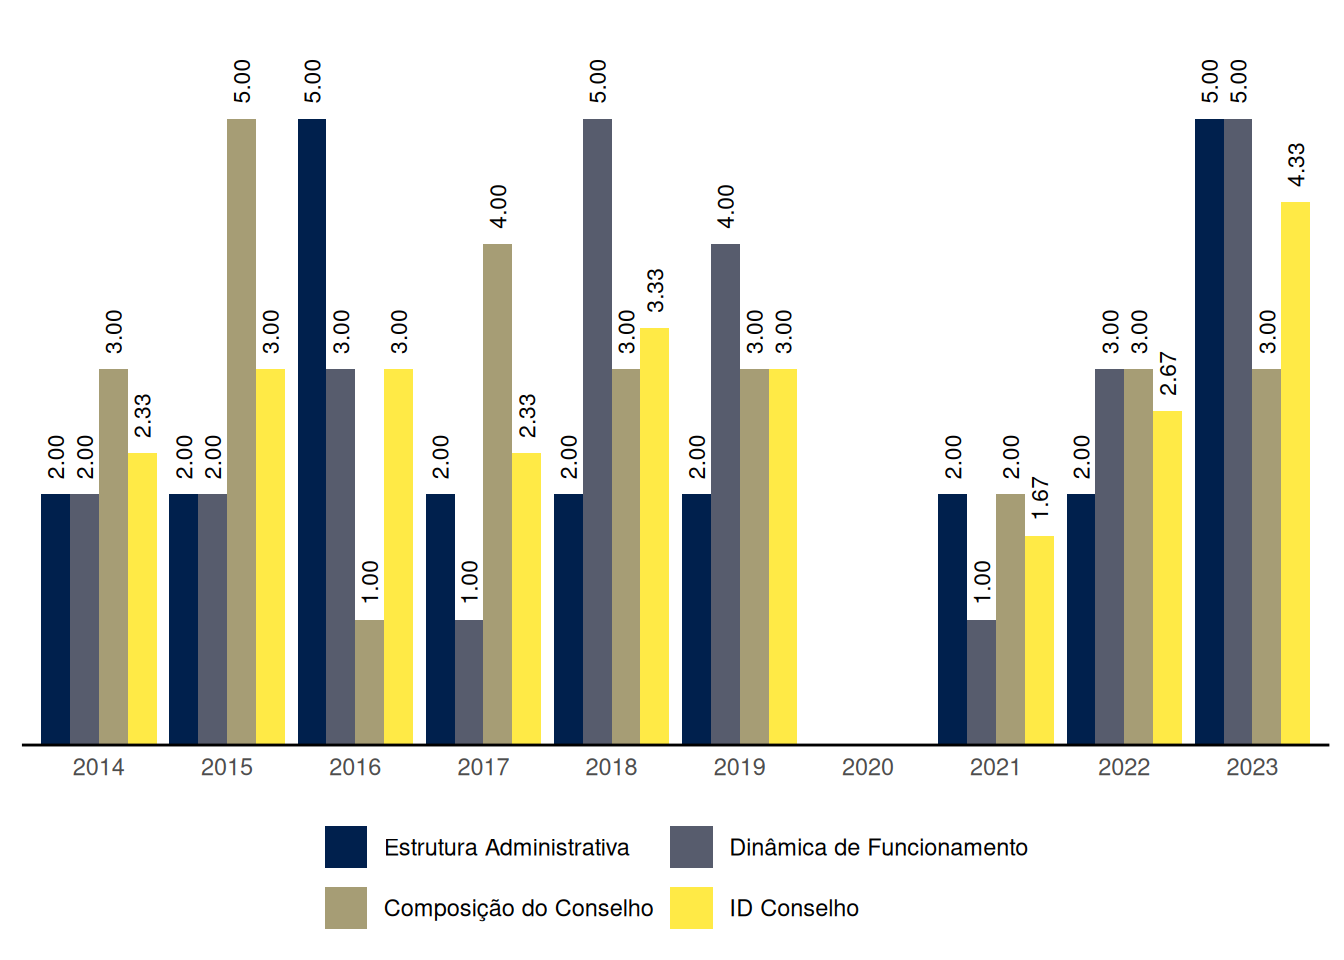 2.00 2.00 3.00 2.33
2.00 2.00 5.00 3.00
5.00 3.00 1.00 3.00
2.00 1.00 4.00 2.33
2.00 5.00 3.00 3.33
2.00 4.00 3.00 3.00
2.00 1.00 2.00 1.67
2.00 3.00 3.00 2.67
5.00 5.00 3.00 4.33
2014 2015 2016 2017 2018 2019 2020 2021 2022 2023
Estrutura Administrativa Dinâmica de Funcionamento
Composição do Conselho ID Conselho